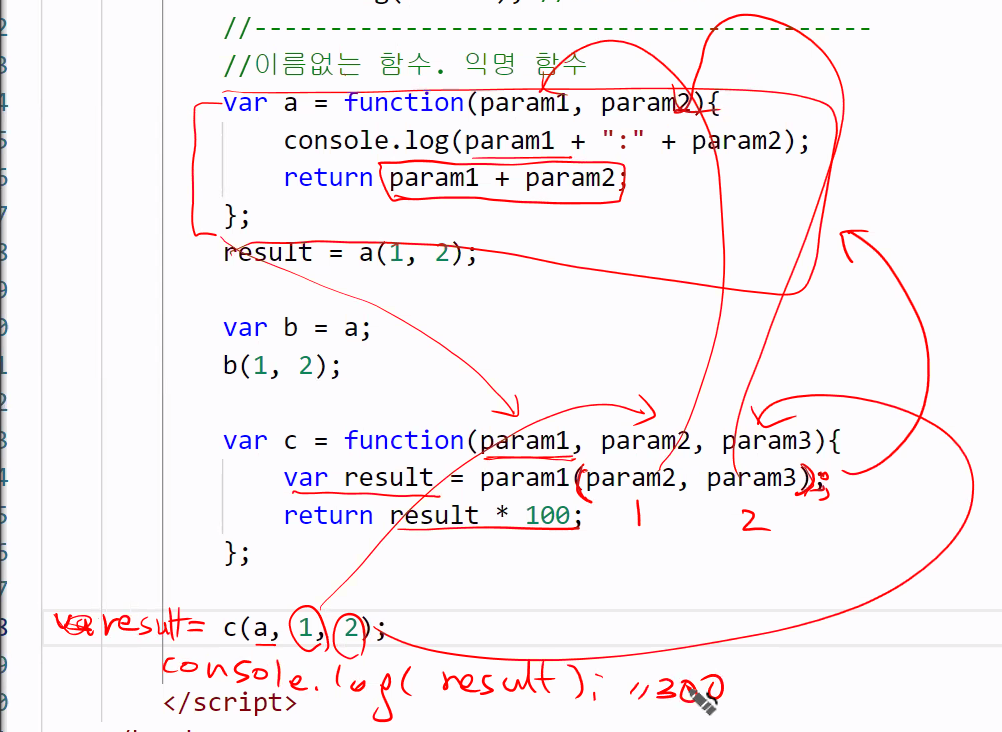 //-----------------------------------------
//이름없는 함수. 익명 함수
var a = function(param1, param2){
console.log(param1 + ":" + param2);
return param1 + param2;
};
result = a(1, 2);
var b = a;
b(1, 2);
var c = function(param1, param2, param3){
var result = param1(param2, param3);
return result * 100;
1 2
};
result= c(a, 1, 2);
console.log( result); //300
</script>